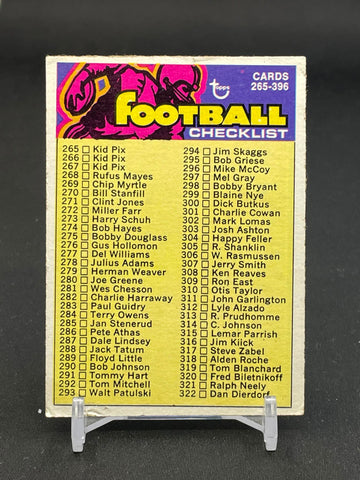 topps
CARDS
265-396
FOOTBALL
CHECKLIST
265 Kid Pix
266 Kid Pix
267 Kid Pix
268 Rufus Mayes
269 Chip Myrtle
270 Bill Stanfill
271 Clint Jones
272 Miller Farr
273 Harry Schuh
274 Bob Hayes
275 Bobby Douglass
276 Gus Hollomon
277 Del Williams
278 Julius Adams
279 Herman Weaver
280 Joe Greene
281 Wes Chesson
282 Charlie Harraway
283 Paul Guidry
284 Terry Owens
285 Jan Stenerud
286 Pete Athas
287 Dale Lindsey
288 Jack Tatum
289 Floyd Little
290 Bob Johnson
291 Tommy Hart
292 Tom Mitchell
293 Walt Patulski
294 Jim Skaggs
295 Bob Griese
296 Mike McCoy
297 Mel Gray
298 Bobby Bryant
299 Blaine Nye
300 Dick Butkus
301 Charlie Cowan
302 Mark Lomas
303 Josh Ashton
304 Happy Feller
305 R. Shanklin
306 W. Rasmussen
307 Jerry Smith
308 Ken Reaves
309 Ron East
310 Otis Taylor
311 John Garlington
312 Lyle Alzado
313 R. Prudhomme
314 C. Johnson
315 Lemar Parrish
316 Jim Kiick
317 Steve Zabel
318 Alden Roche
319 Tom Blanchard
320 Fred Biletnikoff
321 Ralph Neely
322 Dan Dierdorf